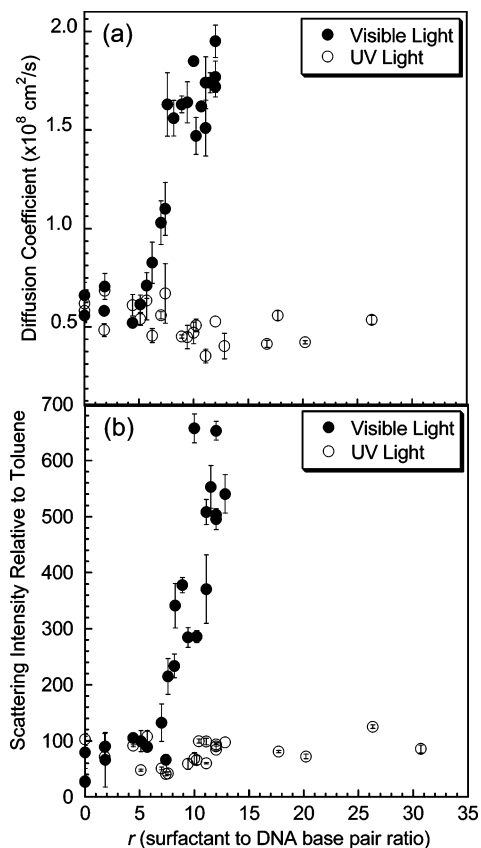 (a)
Visible Light
UV Light
2.0
1.5
1.0
0.5
Diffusion Coefficient (x10⁸ cm²/s)
(b)
Visible Light
UV Light
700
600
500
400
300
200
100
0
Scattering Intensity Relative to Toluene
0 5 10 15 20 25 30 35
r (surfactant to DNA base pair ratio)